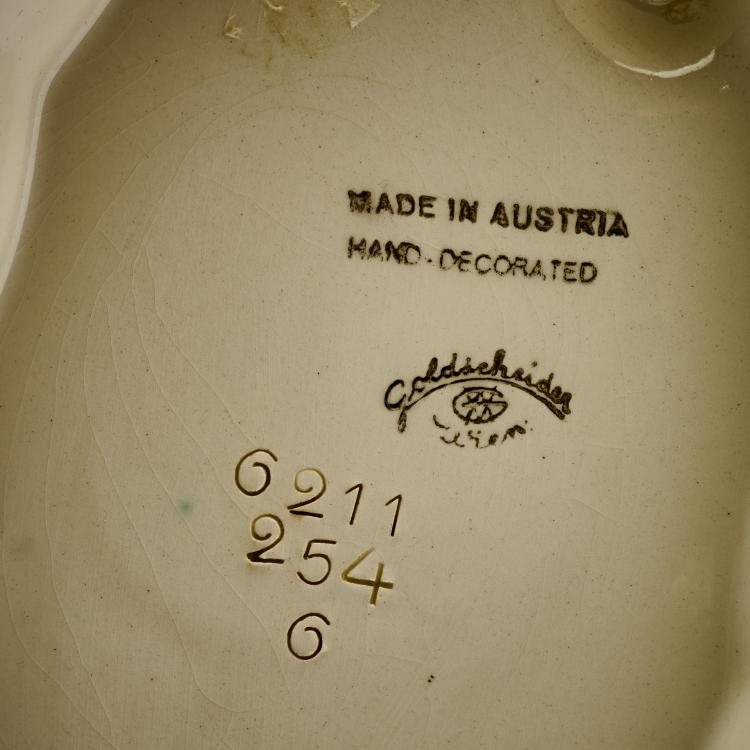 MADE IN AUSTRIA
HAND-DECORATED
Goldscheider
Wien
6211
254
6